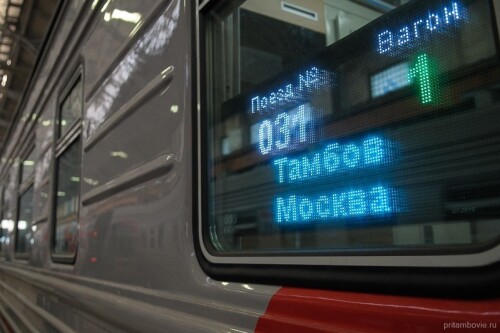 Вагон
Поезд № 1
031
Тамбов
Москва
pritambovie.ru